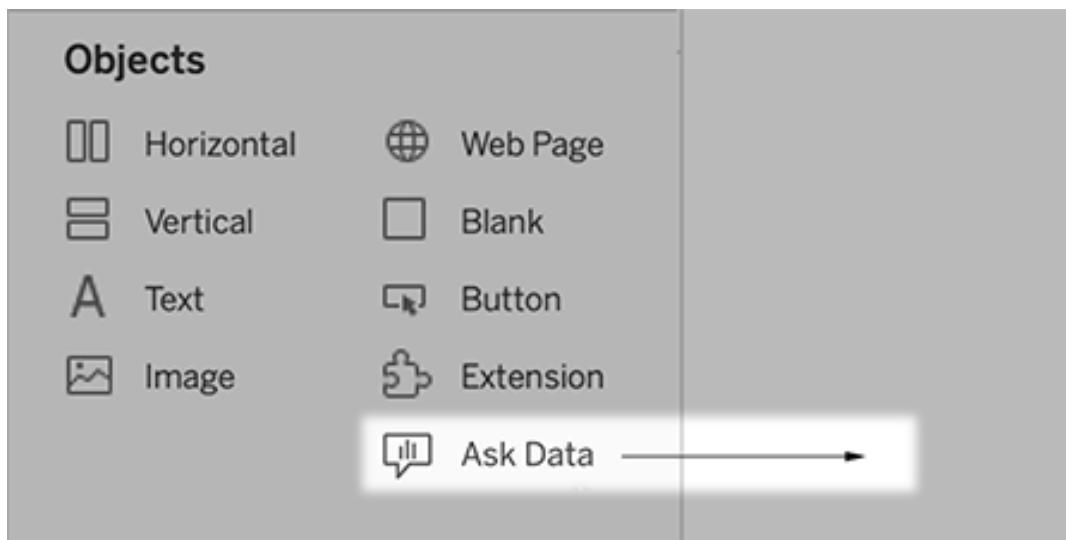 Objects
Horizontal
Web Page
Vertical
Blank
Text
Button
Image
Extension
Ask Data